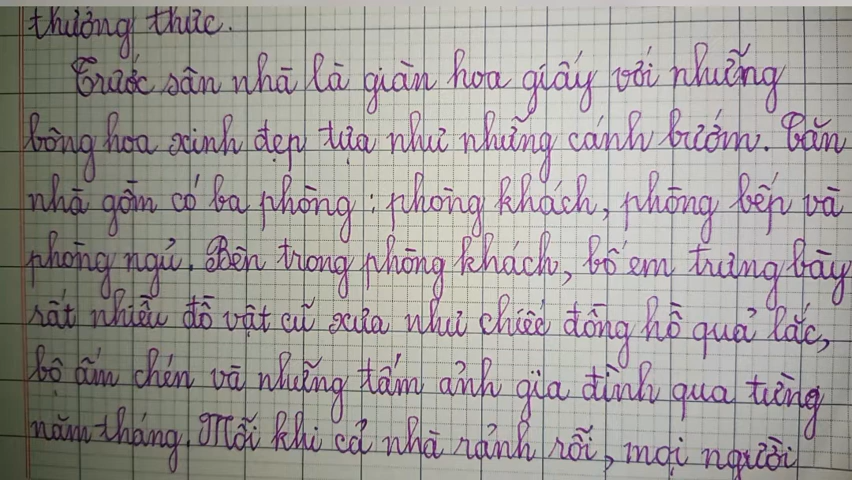 thưởng thức.
Trước sân nhà là giàn hoa giấy với những
bông hoa xinh đẹp tựa như những cánh bướm. Căn
nhà gồm có ba phòng: phòng khách, phòng bếp và
phòng ngủ. Bên trong phòng khách, bố em trưng bày
rất nhiều đồ vật cũ xưa như chiếc đồng hồ quả lắc,
bộ ấm chén và những tấm ảnh gia đình qua từng
năm tháng. Mỗi khi cả nhà rảnh rỗi, mọi người